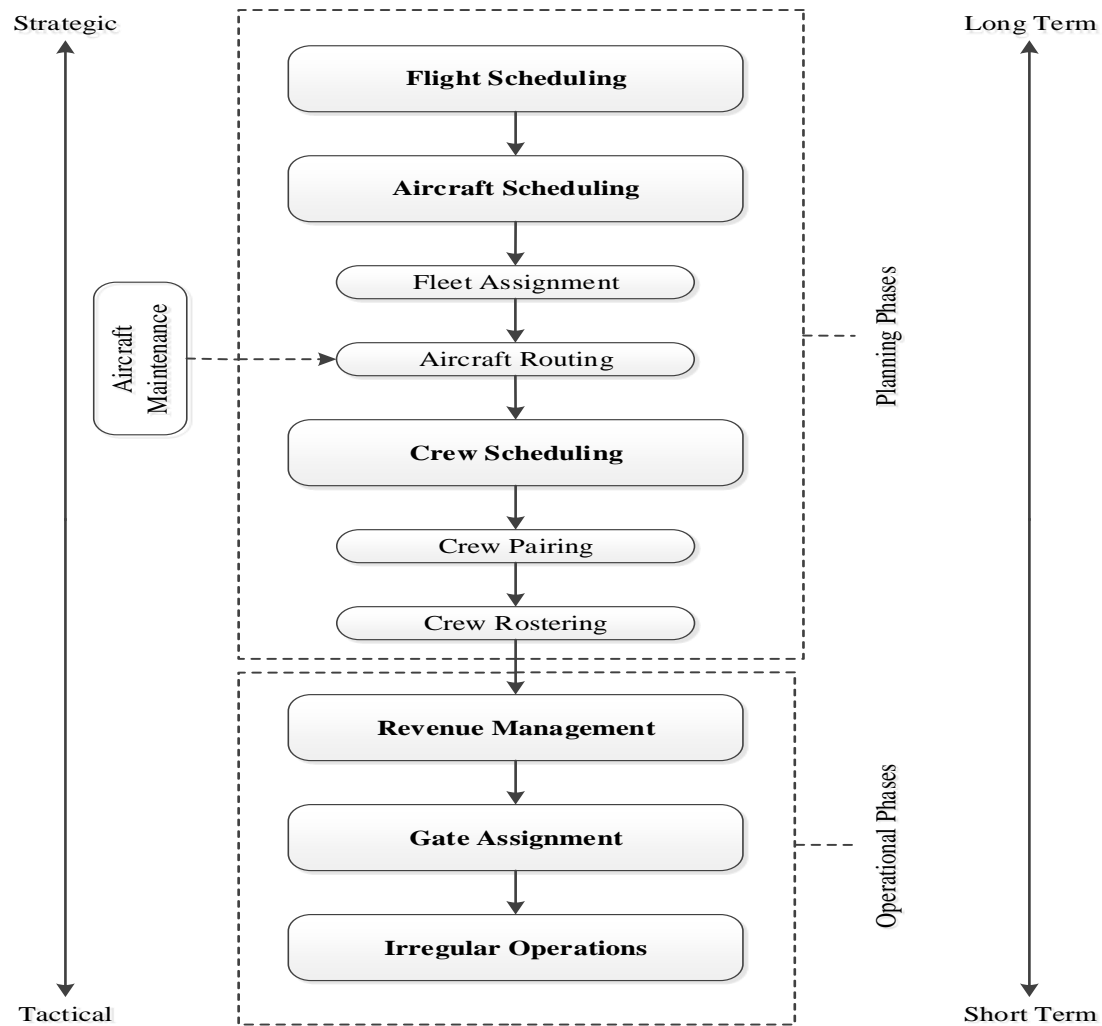 Strategic
Long Term
Flight Scheduling
Aircraft Scheduling
Fleet Assignment
Aircraft
Maintenance
Aircraft Routing
Planning Phases
Crew Scheduling
Crew Pairing
Crew Rostering
Revenue Management
Gate Assignment
Operational Phases
Irregular Operations
Tactical
Short Term